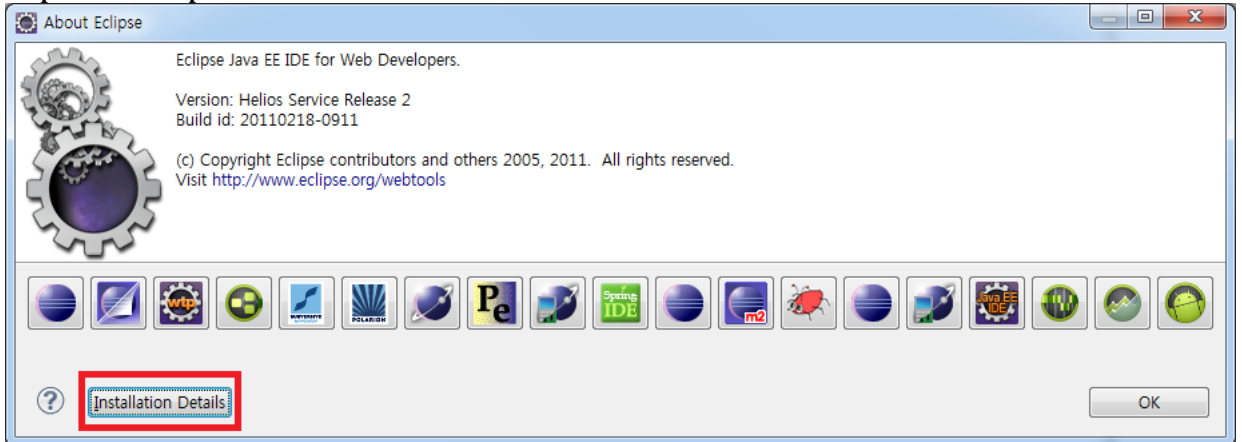 About Eclipse
Eclipse Java EE IDE for Web Developers.
Version: Helios Service Release 2
Build id: 20110218-0911
(c) Copyright Eclipse contributors and others 2005, 2011.  All rights reserved.
Visit http://www.eclipse.org/webtools
wtp
POLARION
Pe
Spring
IDE
m2
Java EE
IDE
?
Installation Details
OK